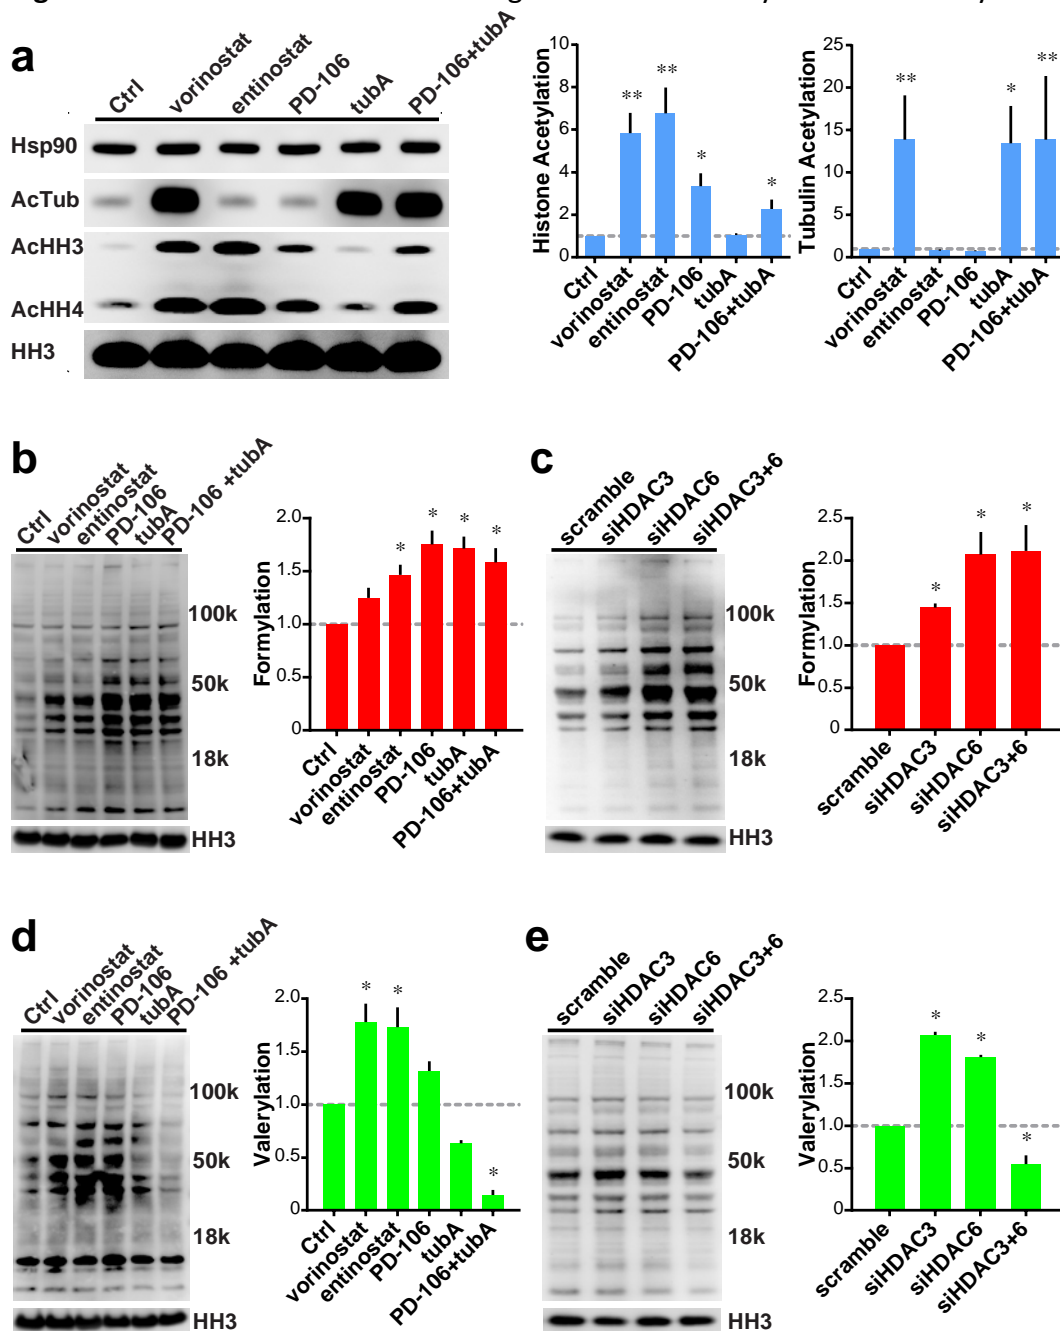 a
Ctrl
vorinostat
entinostat
PD-106
tubA
PD-106+tubA
Hsp90
AcTub
AcHH3
AcHH4
HH3
Histone Acetylation
10
8
6
4
2
0
**
**
*
*
Ctrl
vorinostat
entinostat
PD-106
tubA
PD-106+tubA
Tubulin Acetylation
25
20
15
10
5
0
**
*
**
Ctrl
vorinostat
entinostat
PD-106
tubA
PD-106+tubA
b
Ctrl
vorinostat
entinostat
PD-106
tubA
PD-106 +tubA
100k
50k
18k
HH3
Formylation
2.0
1.5
1.0
0.5
0
*
*
*
*
Ctrl
vorinostat
entinostat
PD-106
tubA
PD-106+tubA
c
scramble
siHDAC3
siHDAC6
siHDAC3+6
100k
50k
18k
HH3
Formylation
2.5
2.0
1.5
1.0
0.5
0
*
*
*
scramble
siHDAC3
siHDAC6
siHDAC3+6
d
Ctrl
vorinostat
entinostat
PD-106
tubA
PD-106 +tubA
100k
50k
18k
HH3
Valerylation
2.0
1.5
1.0
0.5
0
*
*
*
Ctrl
vorinostat
entinostat
PD-106
tubA
PD-106+tubA
e
scramble
siHDAC3
siHDAC6
siHDAC3+6
100k
50k
18k
HH3
Valerylation
2.5
2.0
1.5
1.0
0.5
0
*
*
*
scramble
siHDAC3
siHDAC6
siHDAC3+6